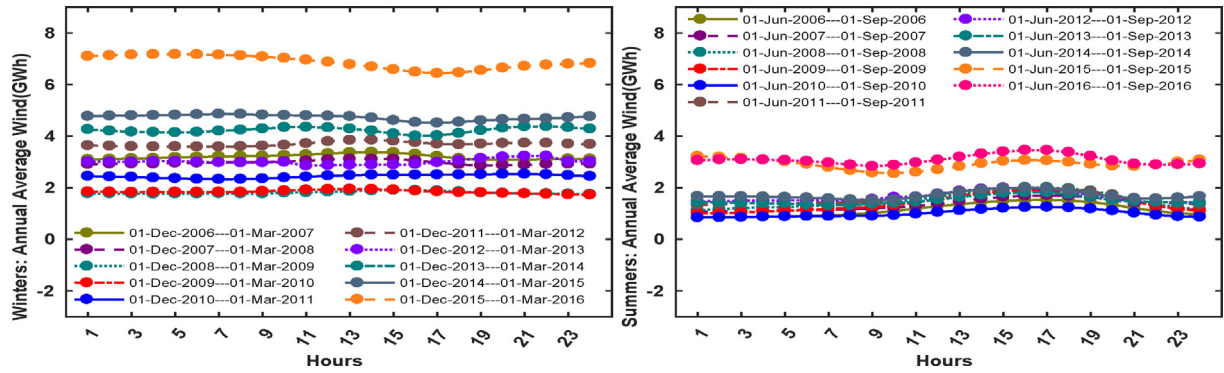 Winters: Annual Average Wind(GWh)
8
6
4
2
0
-2
01-Dec-2006---01-Mar-2007
01-Dec-2007---01-Mar-2008
01-Dec-2008---01-Mar-2009
01-Dec-2009---01-Mar-2010
01-Dec-2010---01-Mar-2011
01-Dec-2011---01-Mar-2012
01-Dec-2012---01-Mar-2013
01-Dec-2013---01-Mar-2014
01-Dec-2014---01-Mar-2015
01-Dec-2015---01-Mar-2016
1 3 5 7 9 11 13 15 17 19 21 23
Hours
Summers: Annual Average Wind(GWh)
8
6
4
2
0
-2
01-Jun-2006---01-Sep-2006
01-Jun-2007---01-Sep-2007
01-Jun-2008---01-Sep-2008
01-Jun-2009---01-Sep-2009
01-Jun-2010---01-Sep-2010
01-Jun-2011---01-Sep-2011
01-Jun-2012---01-Sep-2012
01-Jun-2013---01-Sep-2013
01-Jun-2014---01-Sep-2014
01-Jun-2015---01-Sep-2015
01-Jun-2016---01-Sep-2016
1 3 5 7 9 11 13 15 17 19 21 23
Hours